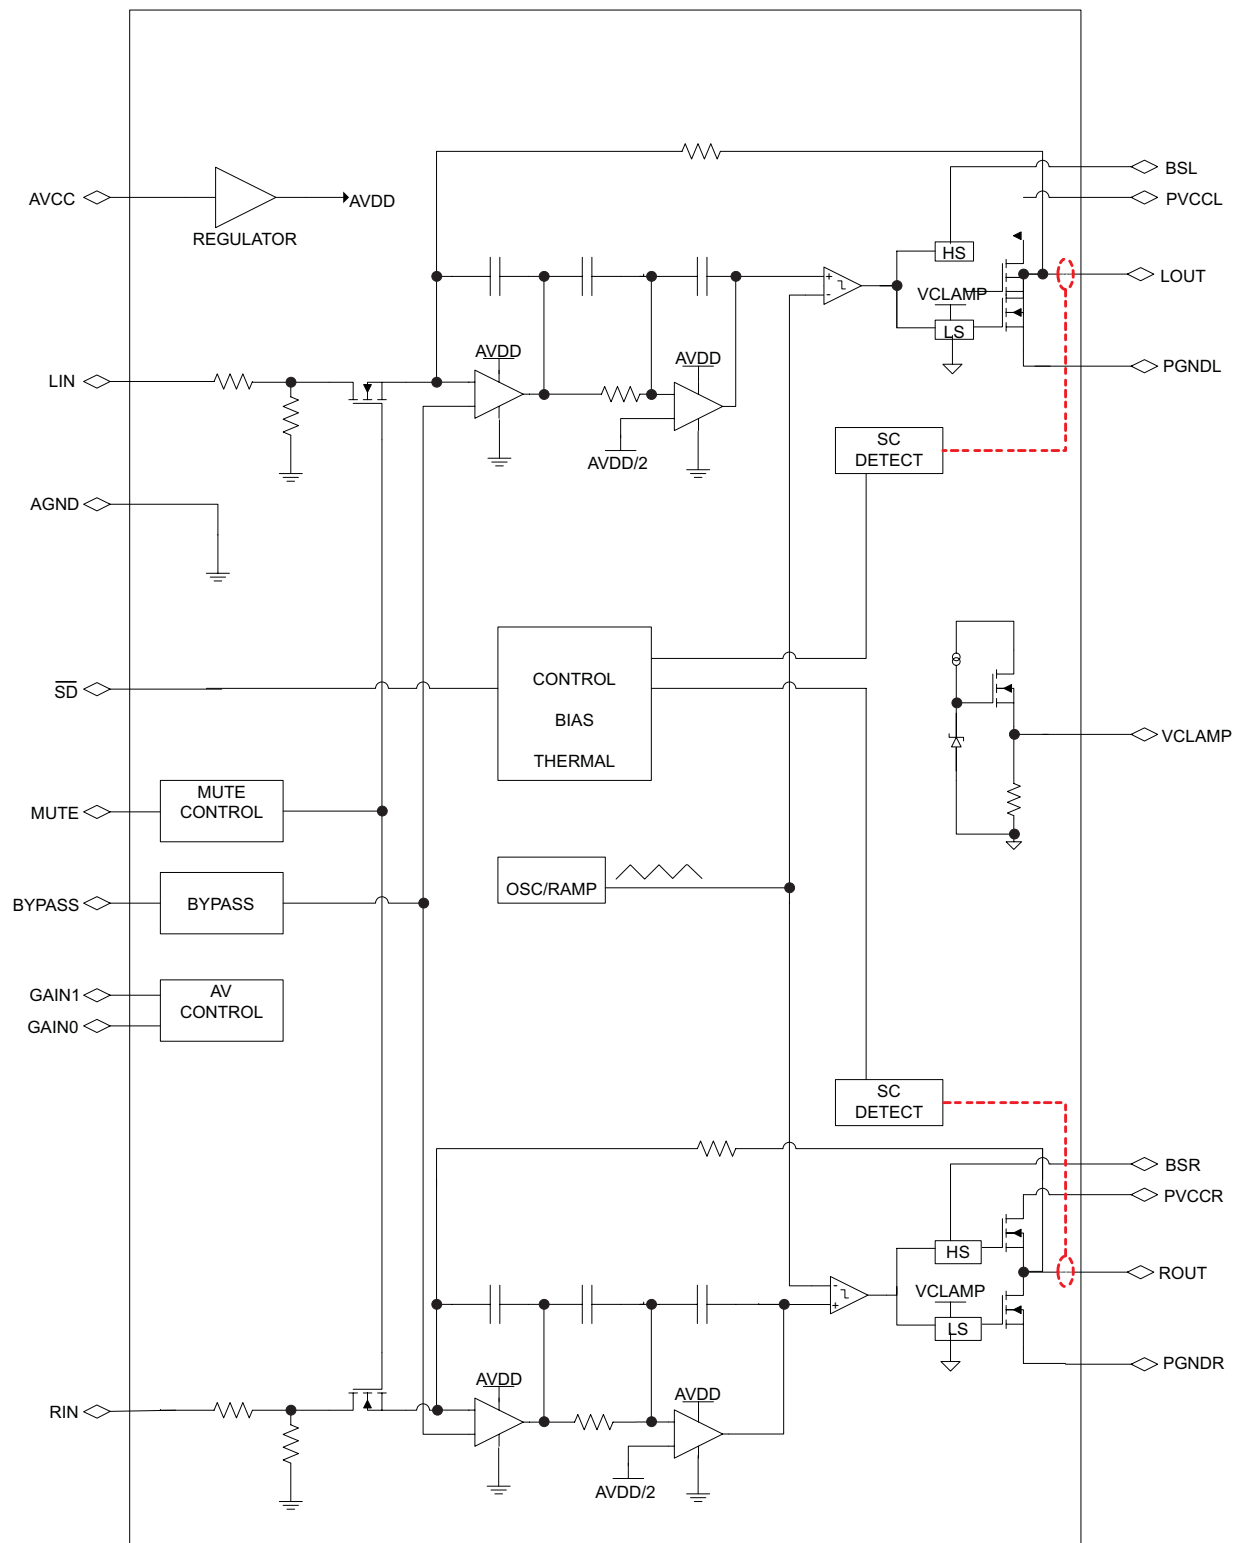 BSL
AVCC
AVDD
PVCCL
REGULATOR
HS
LOUT
VCLAMP
LS
AVDD
AVDD
LIN
PGNDL
SC
DETECT
AVDD/2
AGND
CONTROL
BIAS
THERMAL
SD
VCLAMP
MUTE
CONTROL
MUTE
OSC/RAMP
BYPASS
BYPASS
GAIN1
AV
CONTROL
GAIN0
SC
DETECT
BSR
PVCCR
HS
ROUT
VCLAMP
LS
PGNDR
AVDD
AVDD
RIN
AVDD/2
+
-
-
+